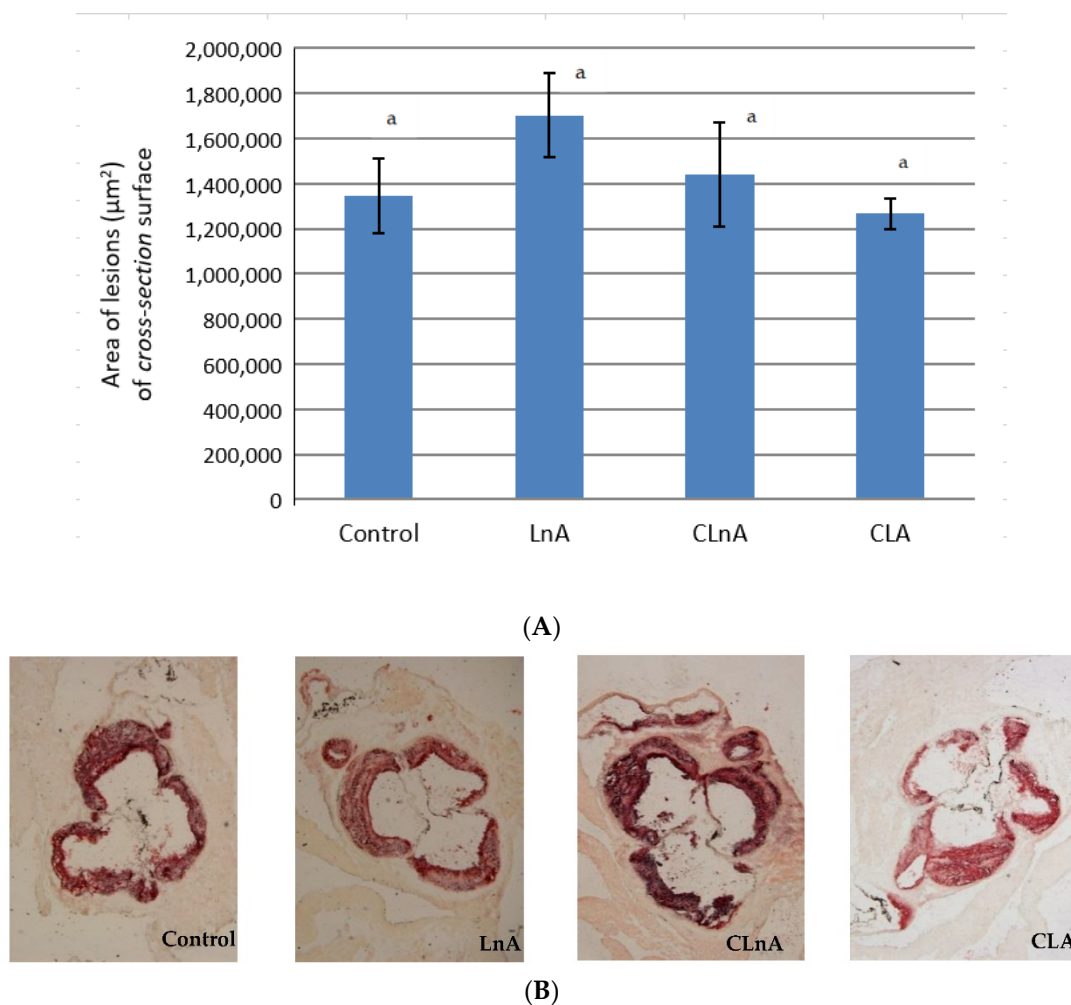 2,000,000
1,800,000
1,600,000
1,400,000
1,200,000
1,000,000
800,000
600,000
400,000
200,000
0
Area of lesions (µm²)
of cross-section surface
a
a
a
a
Control
LnA
CLnA
CLA
(A)
Control
LnA
CLnA
CLA
(B)